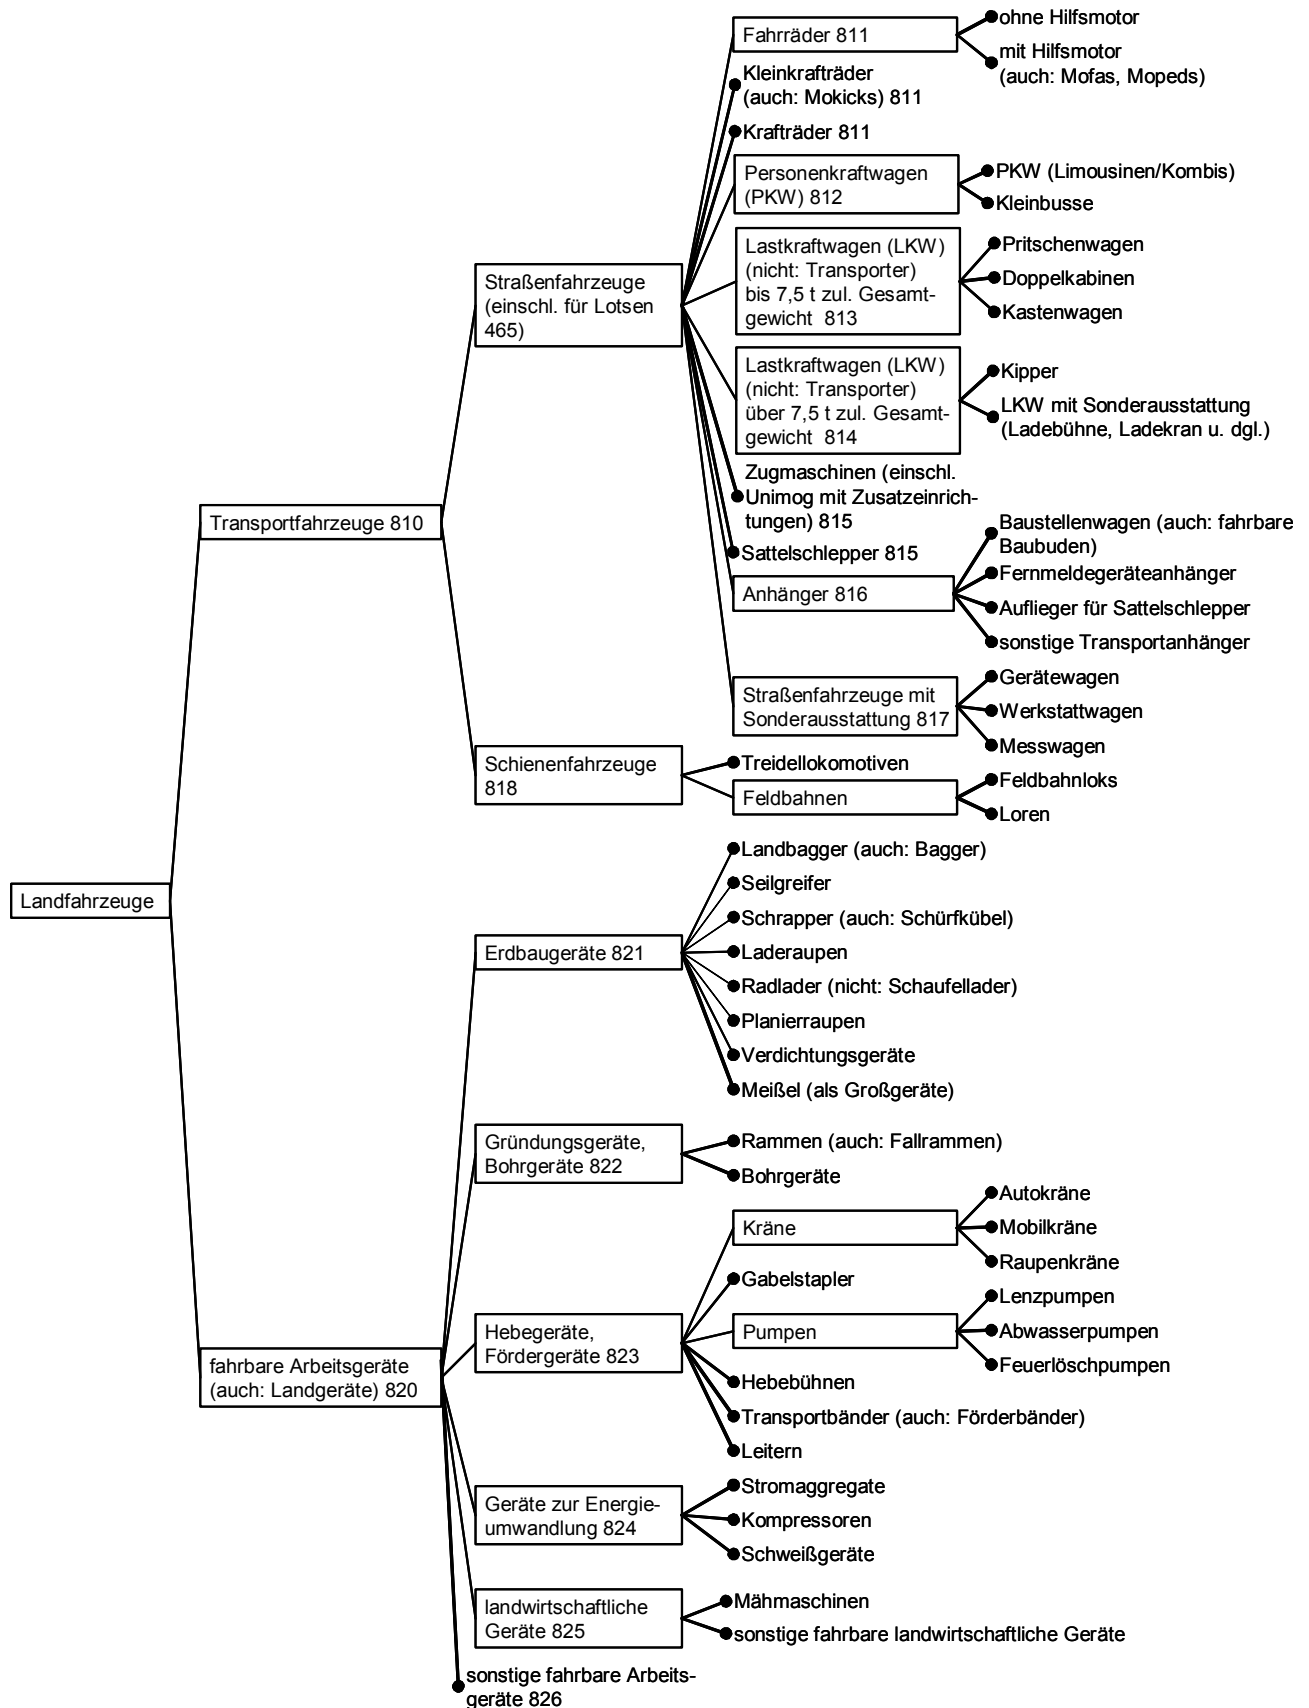 Fahrräder 811
ohne Hilfsmotor
mit Hilfsmotor
(auch: Mofas, Mopeds)
Kleinkrafträder
(auch: Mokicks) 811
Krafträder 811
Personenkraftwagen
(PKW) 812
PKW (Limousinen/Kombis)
Kleinbusse
Lastkraftwagen (LKW)
(nicht: Transporter)
bis 7,5 t zul. Gesamt-
gewicht 813
Pritschenwagen
Doppelkabinen
Kastenwagen
Straßenfahrzeuge
(einschl. für Lotsen
465)
Lastkraftwagen (LKW)
(nicht: Transporter)
über 7,5 t zul. Gesamt-
gewicht 814
Kipper
LKW mit Sonderausstattung
(Ladebühne, Ladekran u. dgl.)
Zugmaschinen (einschl.
Unimog mit Zusatzeinrich-
tungen) 815
Sattelschlepper 815
Transportfahrzeuge 810
Anhänger 816
Baustellenwagen (auch: fahrbare
Baubuden)
Fernmeldegeräteanhänger
Auflieger für Sattelschlepper
sonstige Transportanhänger
Straßenfahrzeuge mit
Sonderausstattung 817
Gerätewagen
Werkstattwagen
Messwagen
Schienenfahrzeuge
818
Treidellokomotiven
Feldbahnen
Feldbahnloks
Loren
Landfahrzeuge
Erdbaugeräte 821
Landbagger (auch: Bagger)
Seilgreifer
Schrapper (auch: Schürfkübel)
Laderaupen
Radlader (nicht: Schaufellader)
Planierraupen
Verdichtungsgeräte
Meißel (als Großgeräte)
Gründungsgeräte,
Bohrgeräte 822
Rammen (auch: Fallrammen)
Bohrgeräte
Kräne
Autokräne
Mobilkräne
Raupenkräne
Gabelstapler
Hebegeräte,
Fördergeräte 823
Pumpen
Lenzpumpen
Abwasserpumpen
Feuerlöschpumpen
Hebebühnen
Transportbänder (auch: Förderbänder)
Leitern
fahrbare Arbeitsgeräte
(auch: Landgeräte) 820
Geräte zur Energie-
umwandlung 824
Stromaggregate
Kompressoren
Schweißgeräte
landwirtschaftliche
Geräte 825
Mähmaschinen
sonstige fahrbare landwirtschaftliche Geräte
sonstige fahrbare Arbeits-
geräte 826